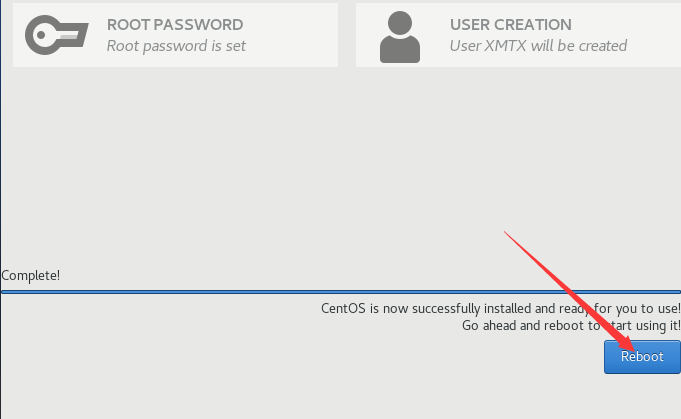 ROOT PASSWORD
Root password is set
USER CREATION
User XMTX will be created
Complete!
CentOS is now successfully installed and ready for you to use!
Go ahead and reboot to start using it!
Reboot